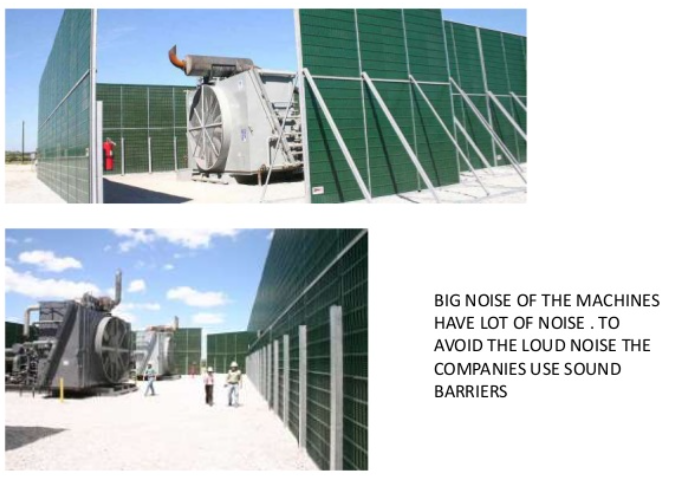 BIG NOISE OF THE MACHINES
HAVE LOT OF NOISE . TO
AVOID THE LOUD NOISE THE
COMPANIES USE SOUND
BARRIERS